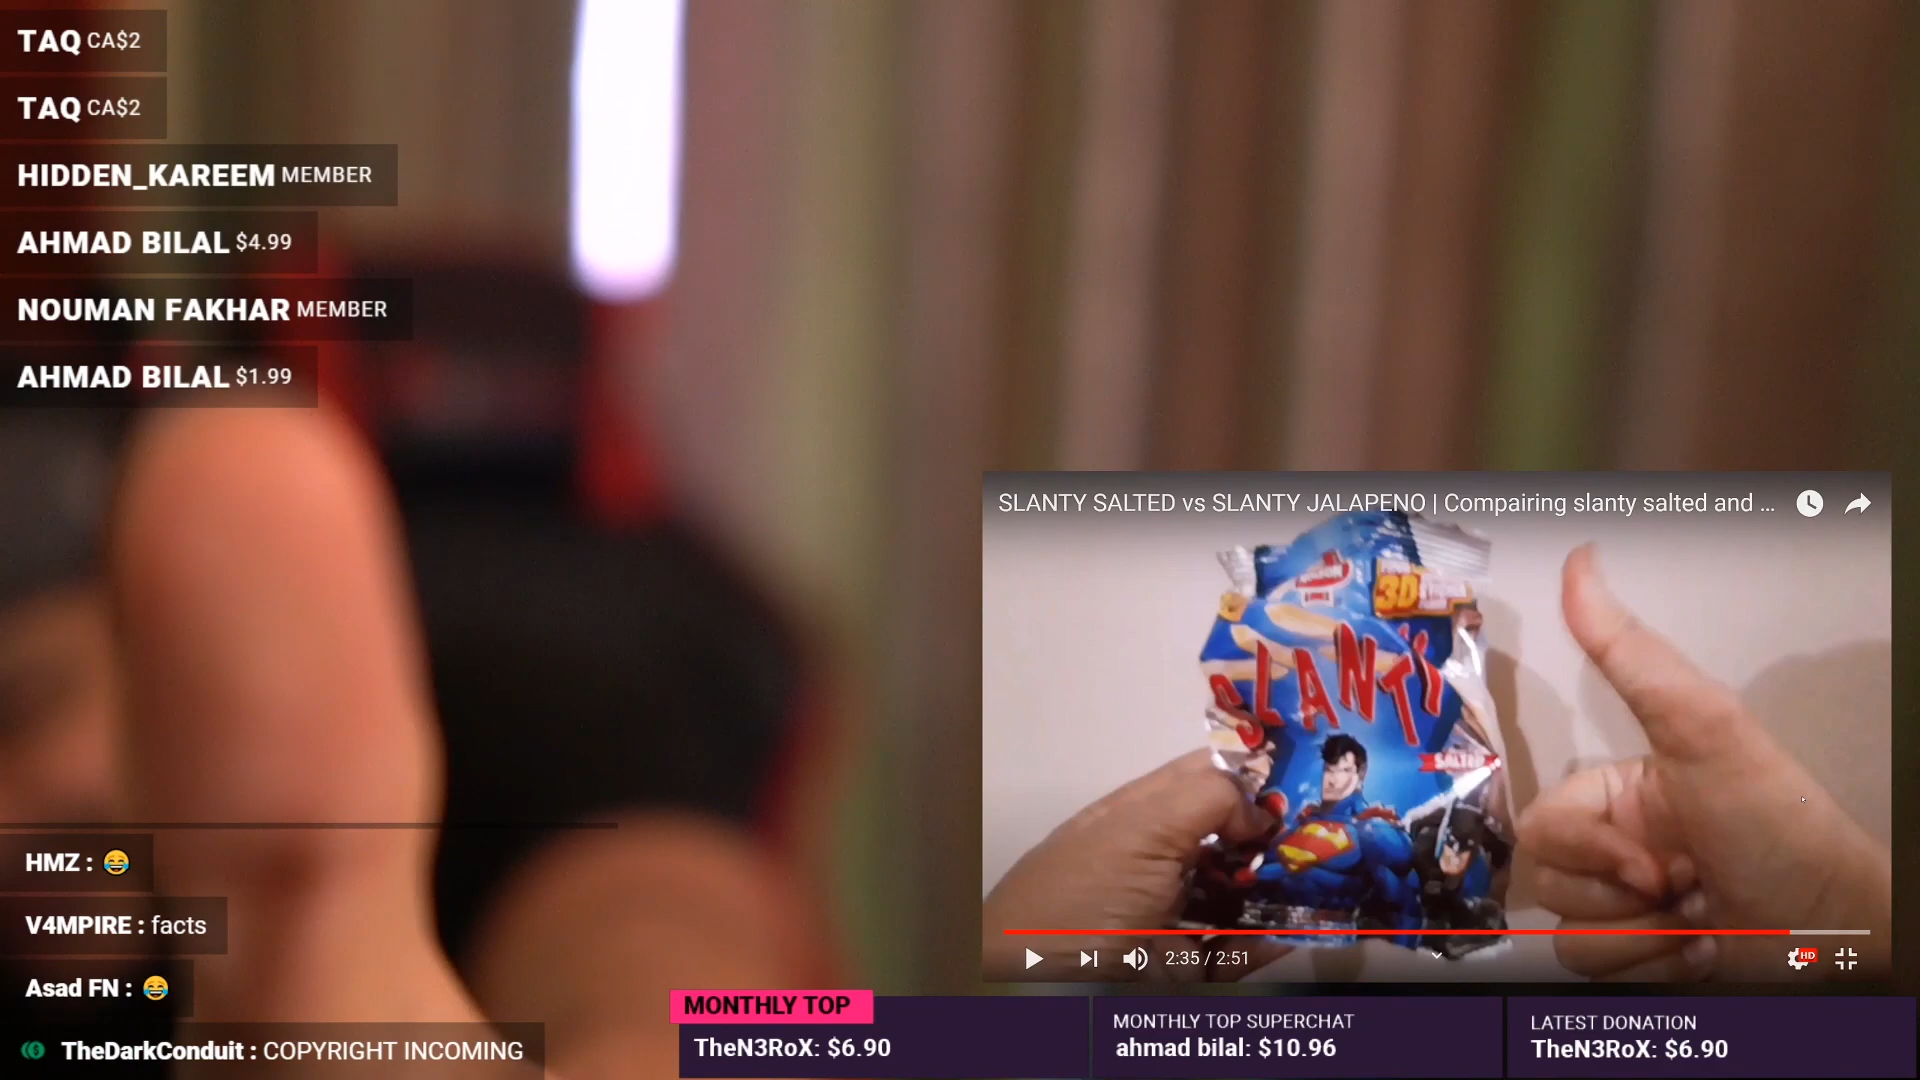 TAQ CA$2
TAQ CA$2
HIDDEN_KAREEM MEMBER
AHMAD BILAL $4.99
NOUMAN FAKHAR MEMBER
AHMAD BILAL $1.99
SLANTY SALTED vs SLANTY JALAPENO | Compairing slanty salted and ...
3D
SLANTY
SALTED
2:35 / 2:51
HD
HMZ : 😂
V4MPIRE : facts
Asad FN : 😂
TheDarkConduit : COPYRIGHT INCOMING
MONTHLY TOP
TheN3RoX: $6.90
MONTHLY TOP SUPERCHAT
ahmad bilal: $10.96
LATEST DONATION
TheN3RoX: $6.90